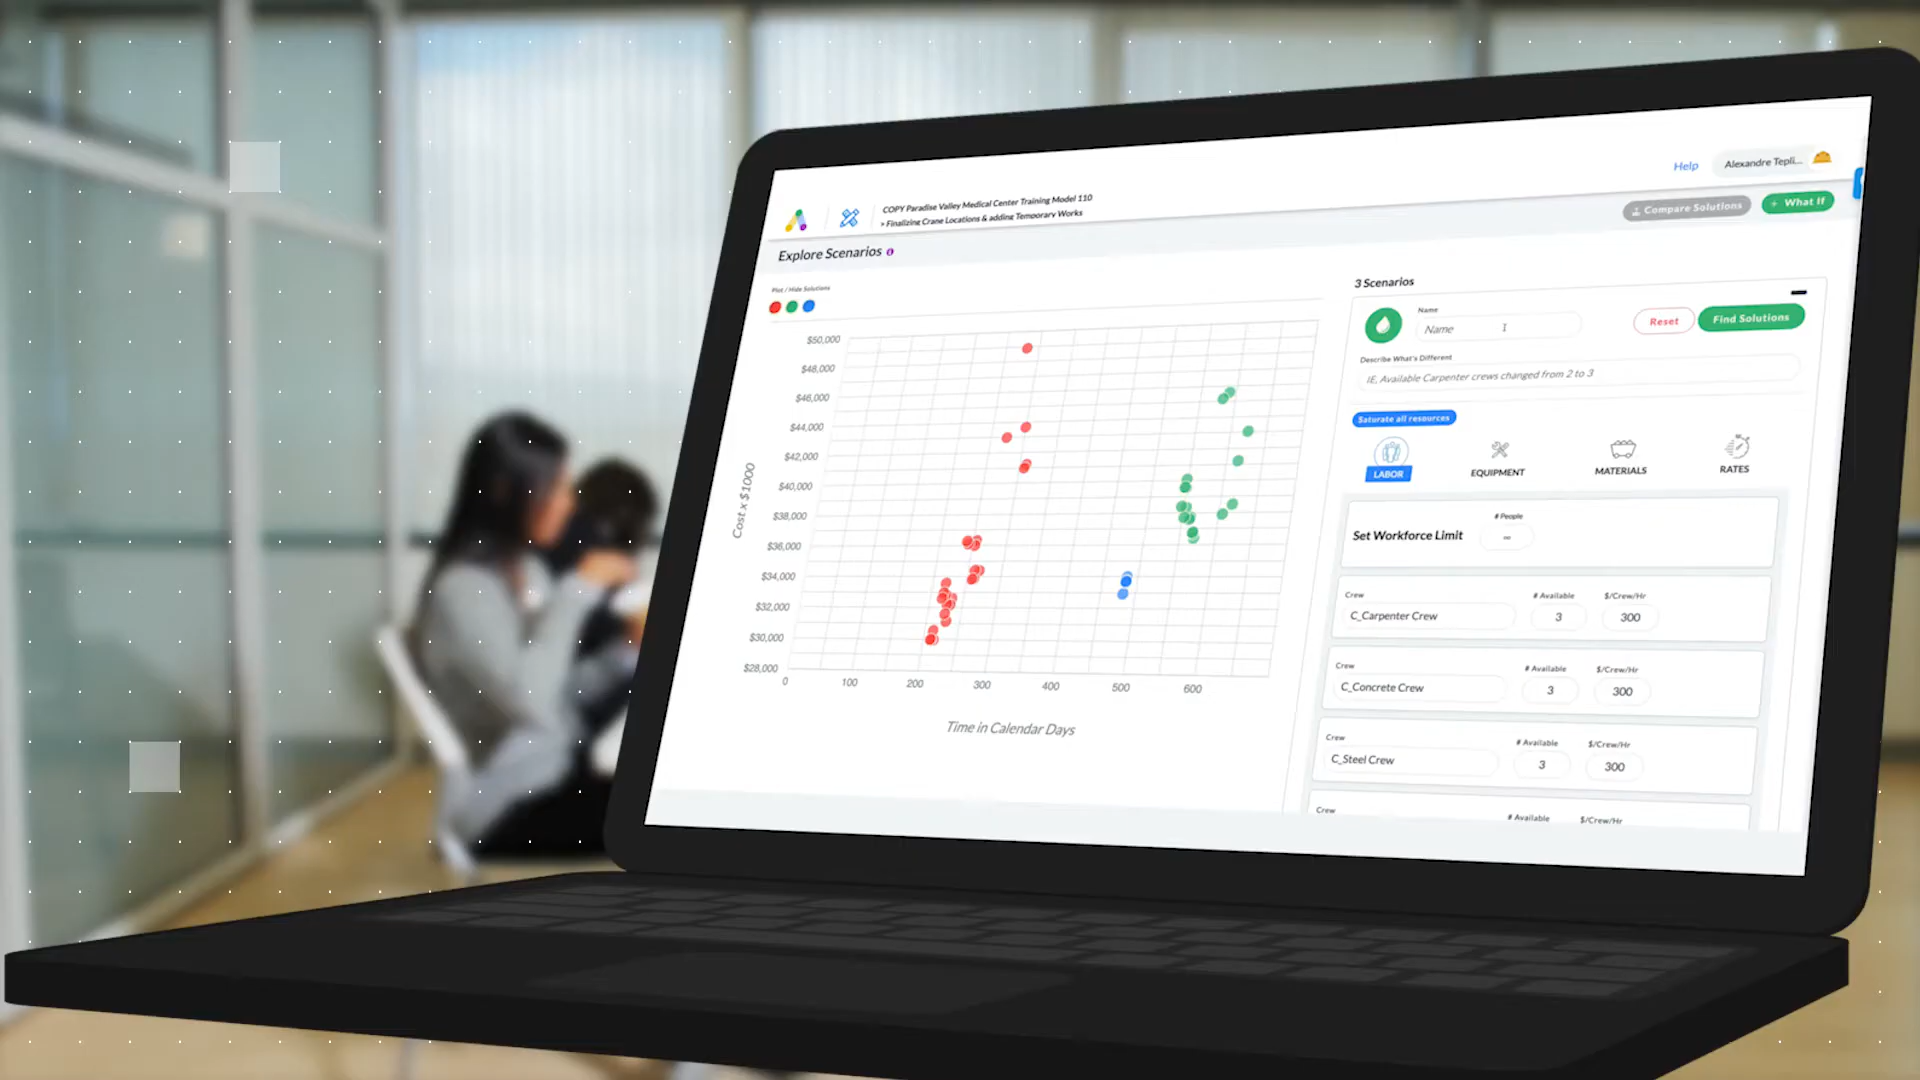 Help
Alexandre Tepli...
COPY Paradise Valley Medical Center Training Model 110
> Finalizing Crane Locations & adding Temporary Works
Compare Solutions
+ What If
Explore Scenarios
Plot / Hide Solutions
$50,000
$48,000
$46,000
$44,000
$42,000
$40,000
$38,000
$36,000
$34,000
$32,000
$30,000
$28,000
Cost x $1000
0 100 200 300 400 500 600
Time in Calendar Days
3 Scenarios
Name
Name
Reset
Find Solutions
Describe What's Different
IE, Available Carpenter crews changed from 2 to 3
Saturate all resources
LABOR
EQUIPMENT
MATERIALS
RATES
# People
Set Workforce Limit
∞
Crew # Available $/Crew/Hr
C_Carpenter Crew 3 300
Crew # Available $/Crew/Hr
C_Concrete Crew 3 300
Crew # Available $/Crew/Hr
C_Steel Crew 3 300
Crew # Available $/Crew/Hr